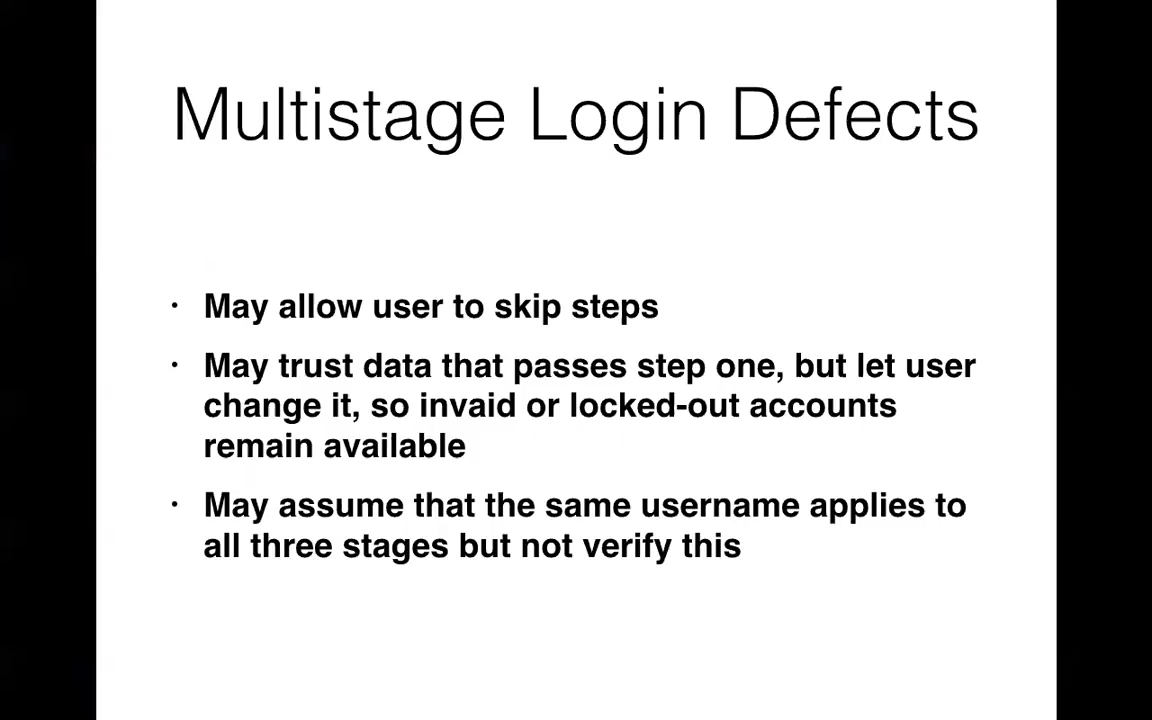 Multistage Login Defects
• May allow user to skip steps
• May trust data that passes step one, but let user
change it, so invaid or locked-out accounts
remain available
• May assume that the same username applies to
all three stages but not verify this